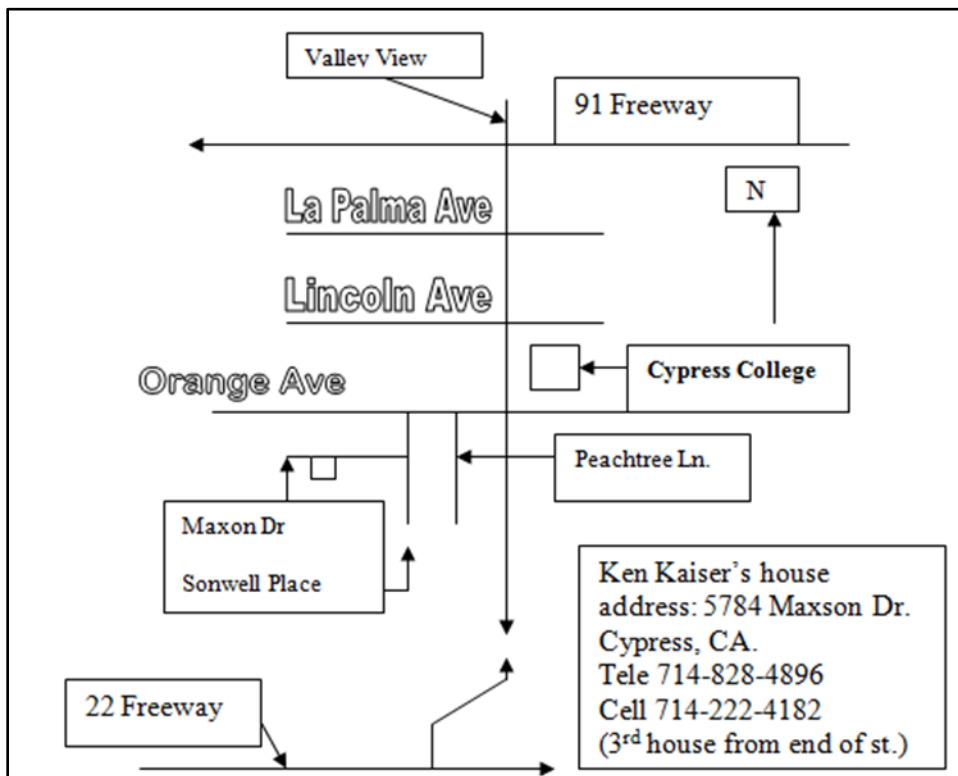 Valley View
91 Freeway
N
La Palma Ave
Lincoln Ave
Cypress College
Orange Ave
Peachtree Ln.
Maxon Dr
Sonwell Place
Ken Kaiser’s house
address: 5784 Maxson Dr.
Cypress, CA.
Tele 714-828-4896
Cell 714-222-4182
(3rd house from end of st.)
22 Freeway